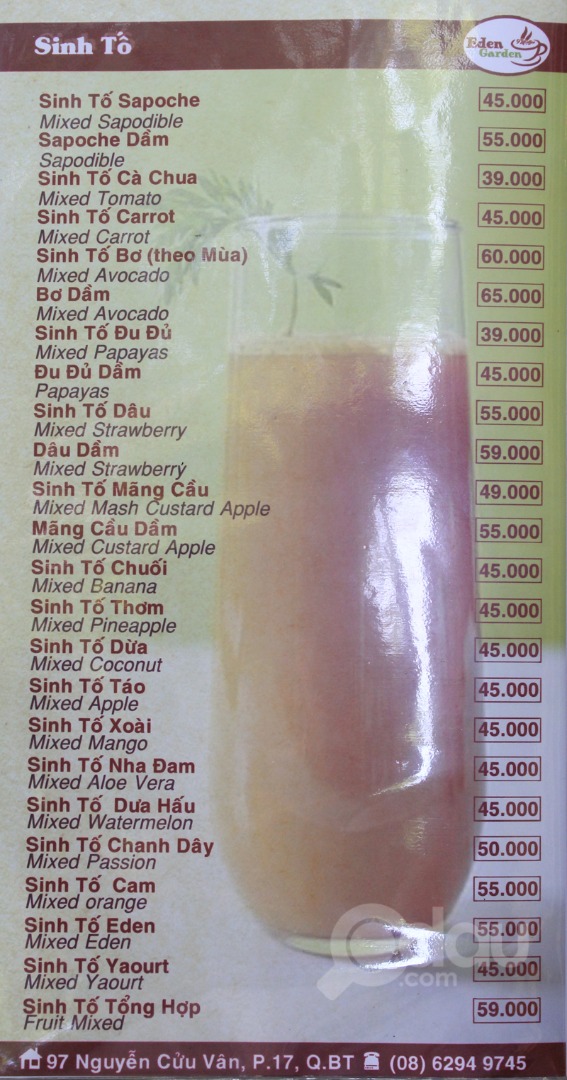 Sinh Tố
Eden
Garden
Sinh Tố Sapoche
45.000
Mixed Sapodible
Sapoche Dầm
55.000
Sapodible
Sinh Tố Cà Chua
39.000
Mixed Tomato
Sinh Tố Carrot
45.000
Mixed Carrot
Sinh Tố Bơ (theo Mùa)
60.000
Mixed Avocado
Bơ Dầm
65.000
Mixed Avocado
Sinh Tố Đu Đủ
39.000
Mixed Papayas
Đu Đủ Dầm
45.000
Papayas
Sinh Tố Dâu
55.000
Mixed Strawberry
Dâu Dầm
59.000
Mixed Strawberry
Sinh Tố Mãng Cầu
49.000
Mixed Mash Custard Apple
Mãng Cầu Dầm
55.000
Mixed Custard Apple
Sinh Tố Chuối
45.000
Mixed Banana
Sinh Tố Thơm
45.000
Mixed Pineapple
Sinh Tố Dừa
45.000
Mixed Coconut
Sinh Tố Táo
45.000
Mixed Apple
Sinh Tố Xoài
45.000
Mixed Mango
Sinh Tố Nha Đam
45.000
Mixed Aloe Vera
Sinh Tố Dưa Hấu
45.000
Mixed Watermelon
Sinh Tố Chanh Dây
50.000
Mixed Passion
Sinh Tố Cam
55.000
Mixed orange
Sinh Tố Eden
55.000
Mixed Eden
Sinh Tố Yaourt
45.000
Mixed Yaourt
Sinh Tố Tổng Hợp
59.000
Fruit Mixed
.com
97 Nguyễn Cửu Vân, P.17, Q.BT (08) 6294 9745